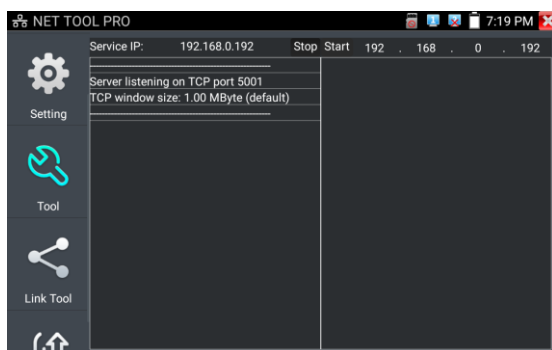 NET TOOL PRO 7:19 PM
Service IP: 192.168.0.192 Stop Start 192 . 168 . 0 . 192
Server listening on TCP port 5001
TCP window size: 1.00 MByte (default)
Setting
Tool
Link Tool